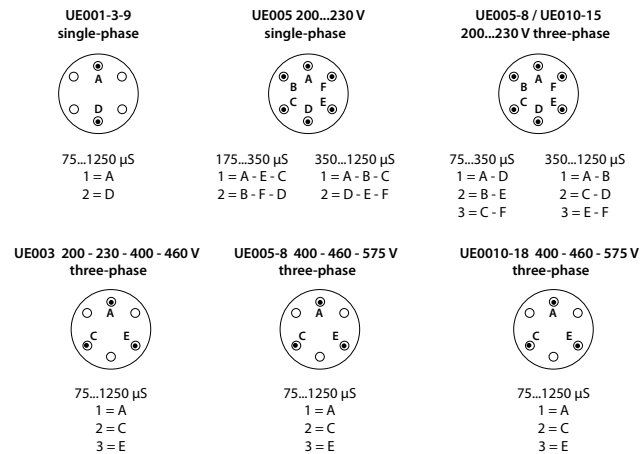 UE001-3-9
single-phase
A
D
75...1250 µS
1 = A
2 = D
UE005 200...230 V
single-phase
A
B F
C E
D
175...350 µS 350...1250 µS
1 = A - E - C 1 = A - B - C
2 = B - F - D 2 = D - E - F
UE005-8 / UE010-15
200...230 V three-phase
A
B F
C E
D
75...350 µS 350...1250 µS
1 = A - D 1 = A - B
2 = B - E 2 = C - D
3 = C - F 3 = E - F
UE003 200 - 230 - 400 - 460 V
three-phase
A
C E
75...1250 µS
1 = A
2 = C
3 = E
UE005-8 400 - 460 - 575 V
three-phase
A
C E
75...1250 µS
1 = A
2 = C
3 = E
UE0010-18 400 - 460 - 575 V
three-phase
A
C E
75...1250 µS
1 = A
2 = C
3 = E